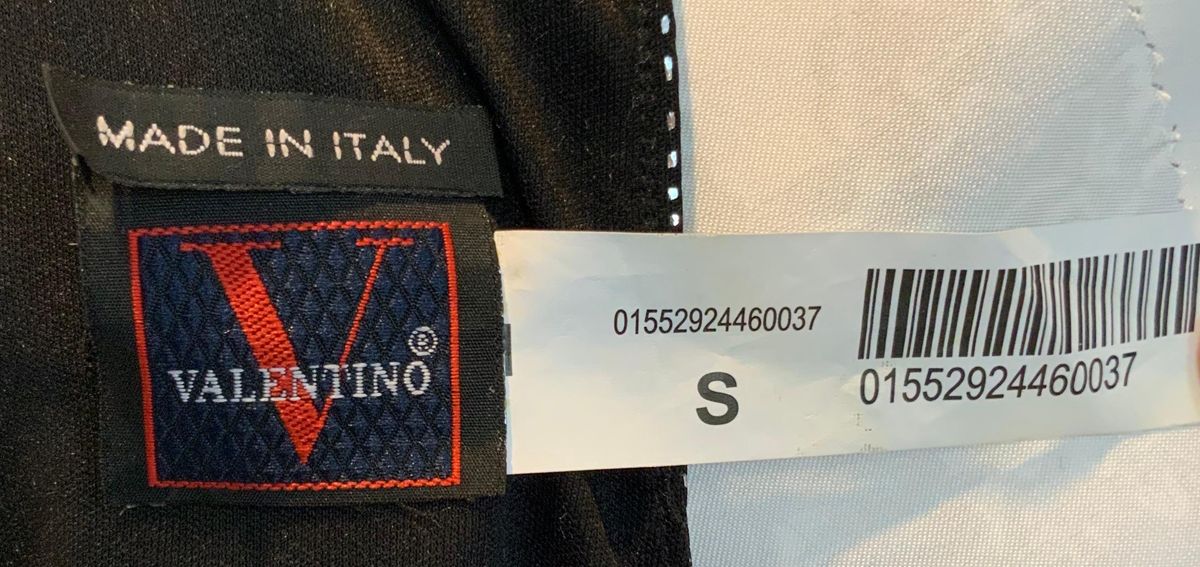 MADE IN ITALY
V
VALENTINO®
01552924460037
S
01552924460037